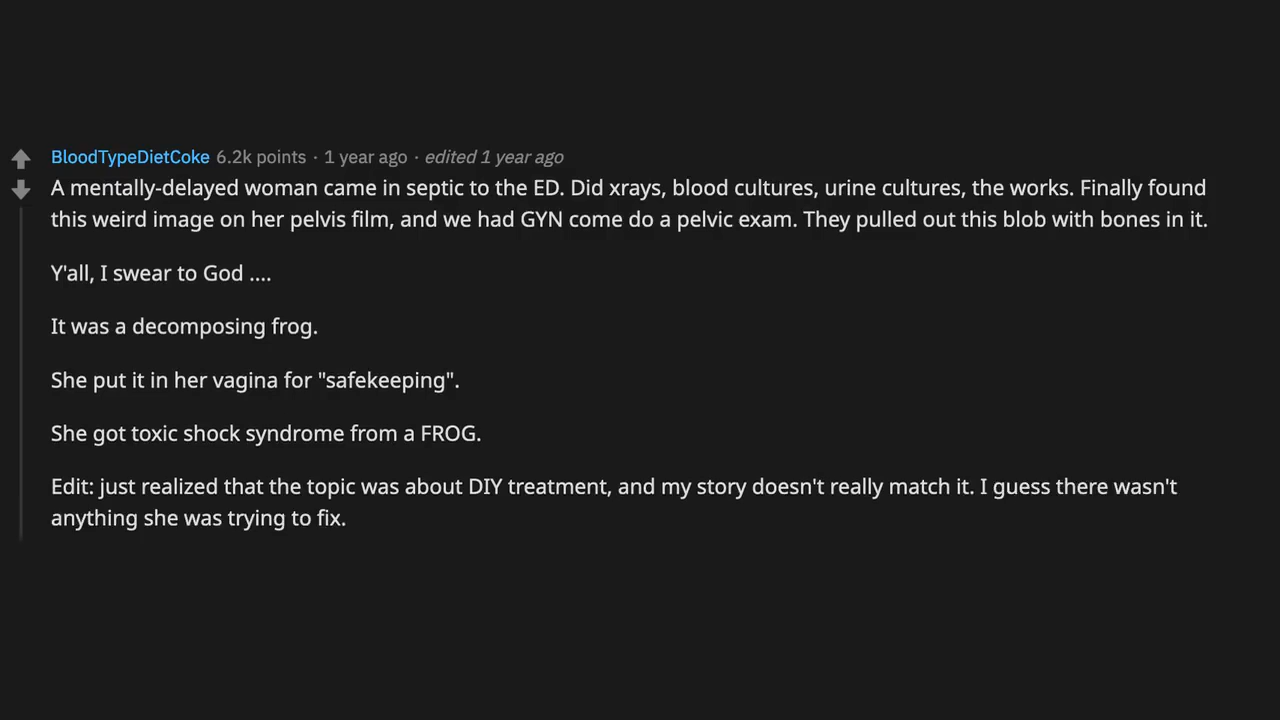 BloodTypeDietCoke 6.2k points · 1 year ago · edited 1 year ago
A mentally-delayed woman came in septic to the ED. Did xrays, blood cultures, urine cultures, the works. Finally found
this weird image on her pelvis film, and we had GYN come do a pelvic exam. They pulled out this blob with bones in it.
Y'all, I swear to God ....
It was a decomposing frog.
She put it in her vagina for "safekeeping".
She got toxic shock syndrome from a FROG.
Edit: just realized that the topic was about DIY treatment, and my story doesn't really match it. I guess there wasn't
anything she was trying to fix.